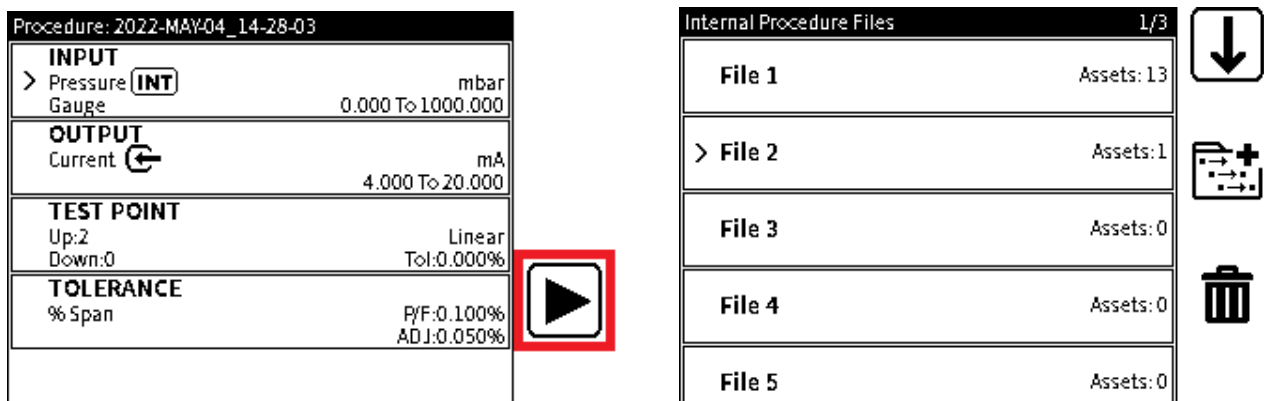 Procedure: 2022-MAY-04_14-28-03
INPUT
> Pressure INT mbar
Gauge 0.000 To 1000.000
OUTPUT
Current mA
4.000 To 20.000
TEST POINT
Up:2 Linear
Down:0 Tol:0.000%
TOLERANCE
% Span P/F:0.100%
ADJ:0.050%
Internal Procedure Files 1/3
File 1 Assets: 13
> File 2 Assets:1
File 3 Assets: 0
File 4 Assets: 0
File 5 Assets: 0